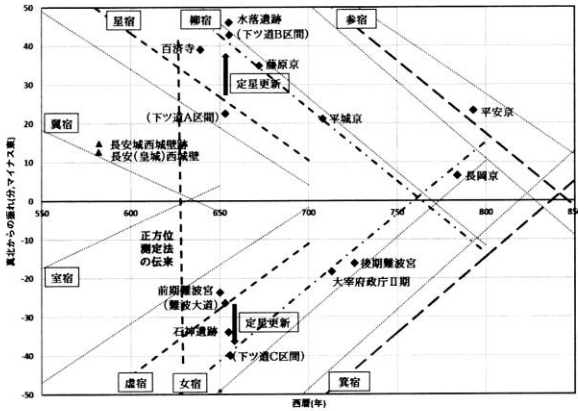 真北からの振れ(分,マイナス東)
50
40
30
20
10
0
-10
-20
-30
-40
-50
550
600
650
700
750
800
850
西暦(年)
星宿
柳宿
参宿
翼宿
室宿
虚宿
女宿
箕宿
水落遺跡
(下ツ道B区間)
百済寺
藤原京
定星更新
(下ツ道A区間)
平城京
平安京
長安城西城壁跡
長安(皇城)西城壁
長岡京
正方位
測定法
の伝来
前期難波宮
(難波大道)
後期難波宮
大宰府政庁Ⅱ期
石神遺跡
定星更新
(下ツ道C区間)